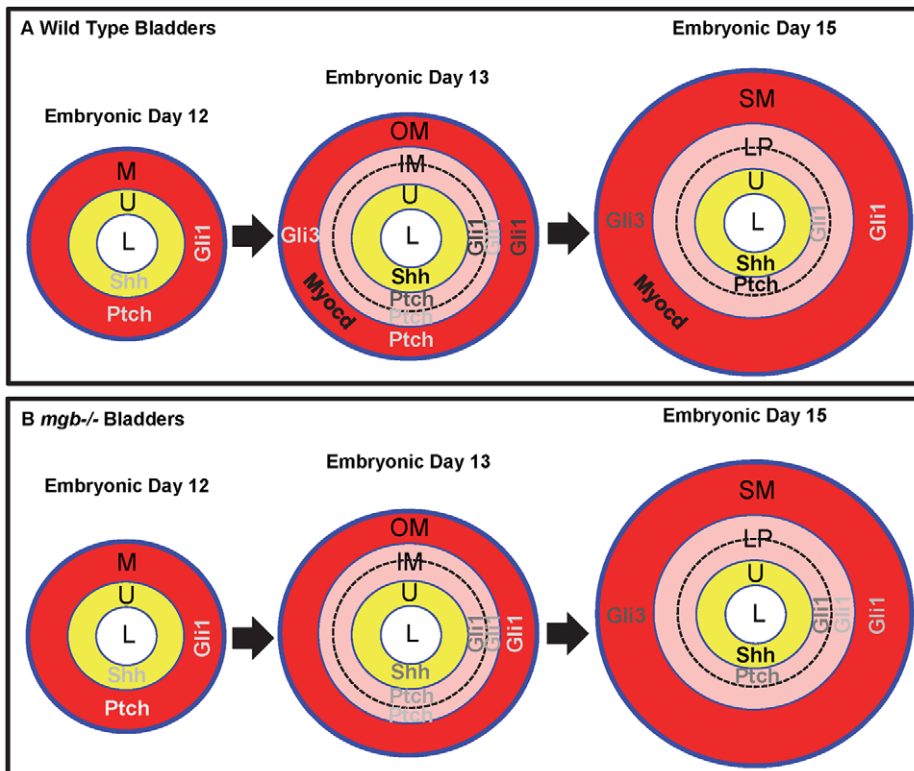 A Wild Type Bladders
Embryonic Day 15
Embryonic Day 13
Embryonic Day 12
SM
OM
M
IM
LP
U
U
U
L
L
L
Gli1
Gli3
Gli1
Gli1
Gli1
Gli3
Gli1
Gli1
Shh
Shh
Shh
Ptch
Ptch
Ptch
Ptch
Ptch
Myocd
Myocd
B mgb-/- Bladders
Embryonic Day 15
Embryonic Day 13
Embryonic Day 12
SM
OM
M
IM
LP
U
U
U
L
L
L
Gli1
Gli1
Gli1
Gli1
Gli3
Gli1
Gli1
Gli1
Shh
Shh
Shh
Ptch
Ptch
Ptch
Ptch